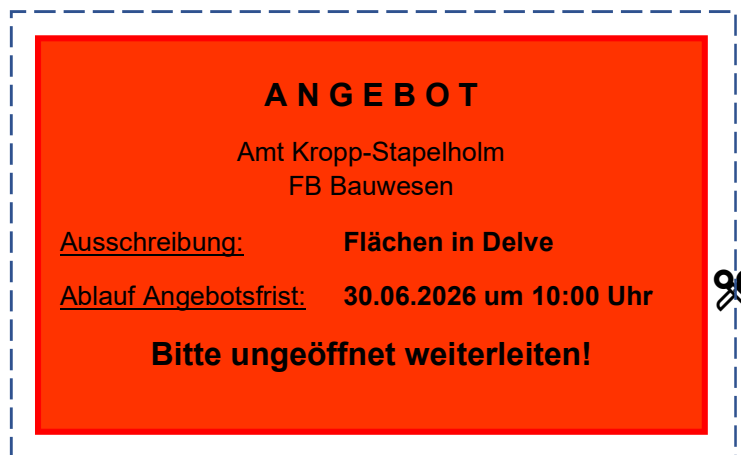 A N G E B O T
Amt Kropp-Stapelholm
FB Bauwesen
Ausschreibung: Flächen in Delve
Ablauf Angebotsfrist: 30.06.2026 um 10:00 Uhr
Bitte ungeöffnet weiterleiten!